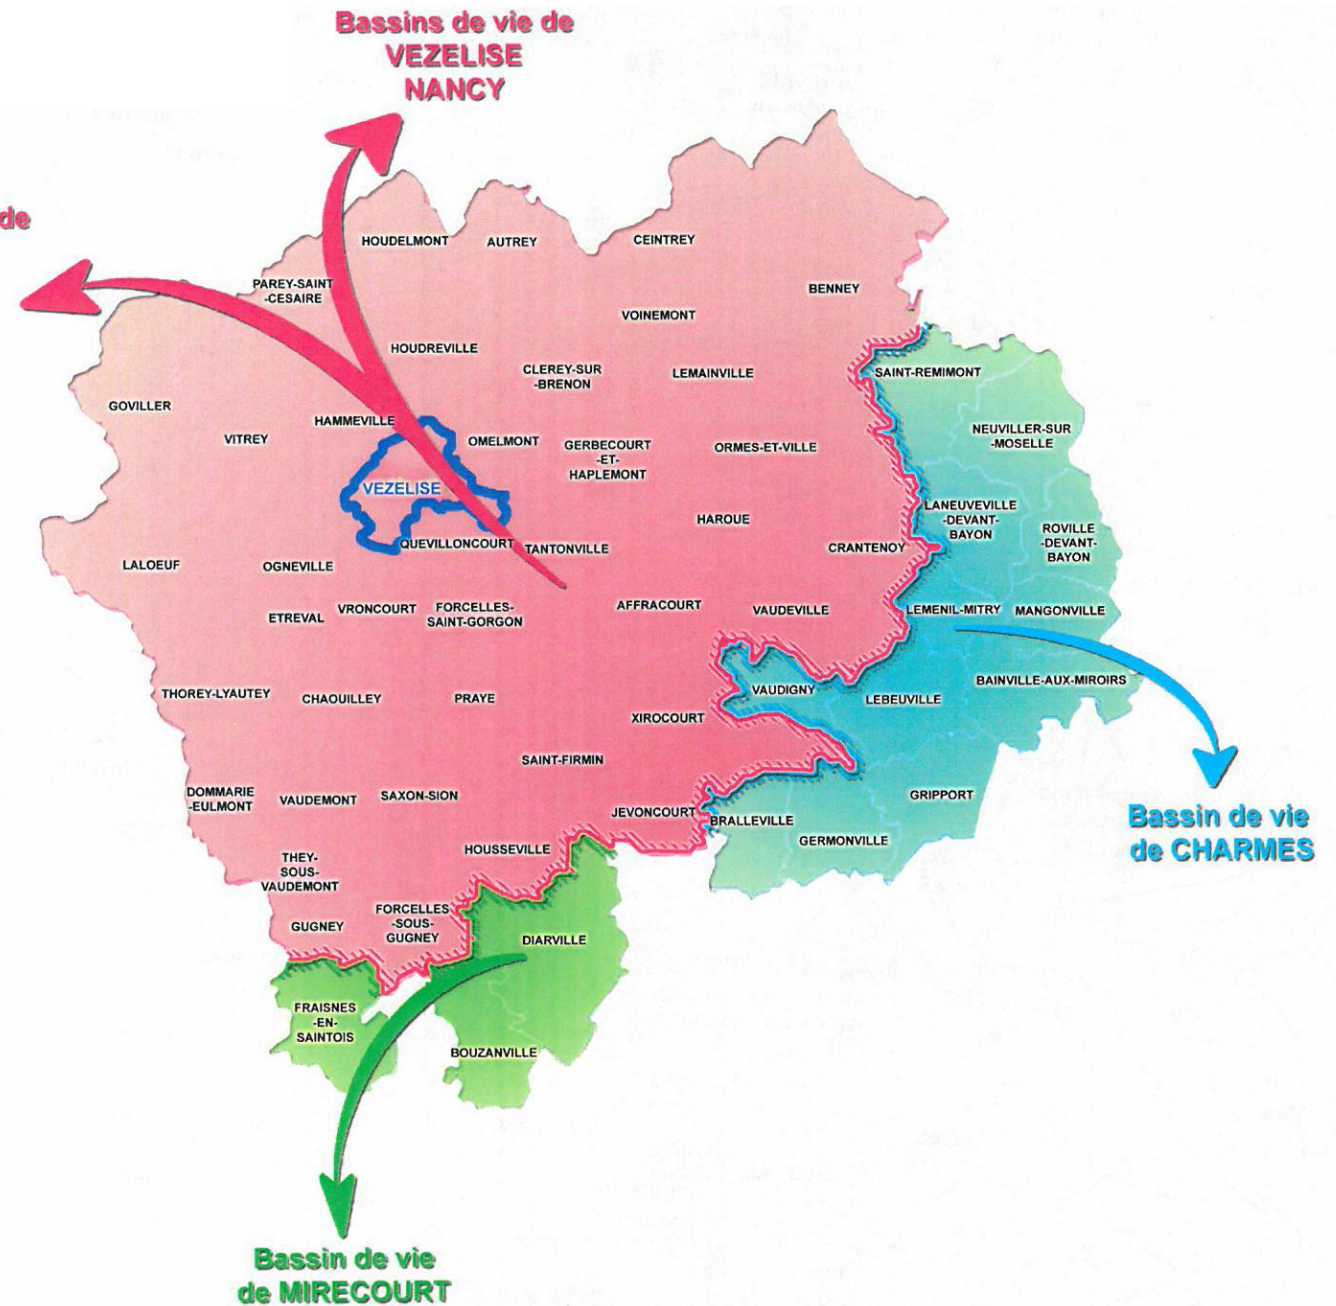 Bassins de vie de
VEZELISE
NANCY
de
HOUDELMONT
AUTREY
CEINTREY
PAREY-SAINT
-CESAIRE
BENNEY
VOINEMONT
HOUDREVILLE
CLEREY-SUR
-BRENON
LEMAINVILLE
SAINT-REMIMONT
GOVILLER
HAMMEVILLE
VITREY
OMELMONT
GERBECOURT
-ET-
HAPLEMONT
ORMES-ET-VILLE
NEUVILLER-SUR
-MOSELLE
VEZELISE
HAROUE
LANEUVEVILLE
-DEVANT-
BAYON
ROVILLE
-DEVANT-
BAYON
QUEVILLONCOURT
TANTONVILLE
CRANTENOY
LALOEUF
OGNEVILLE
ETREVAL
VRONCOURT
FORCELLES-
SAINT-GORGON
AFFRACOURT
VAUDEVILLE
LEMENIL-MITRY
MANGONVILLE
THOREY-LYAUTEY
CHAOUILLEY
PRAYE
XIROCOURT
VAUDIGNY
LEBEUVILLE
BAINVILLE-AUX-MIROIRS
SAINT-FIRMIN
DOMMARIE
-EULMONT
VAUDEMONT
SAXON-SION
JEVONCOURT
BRALLEVILLE
GRIPPORT
GERMONVILLE
Bassin de vie
de CHARMES
HOUSSEVILLE
THEY-
SOUS-
VAUDEMONT
GUGNEY
FORCELLES
-SOUS-
GUGNEY
DIARVILLE
FRAISNES
-EN-
SAINTOIS
BOUZANVILLE
Bassin de vie
de MIRECOURT